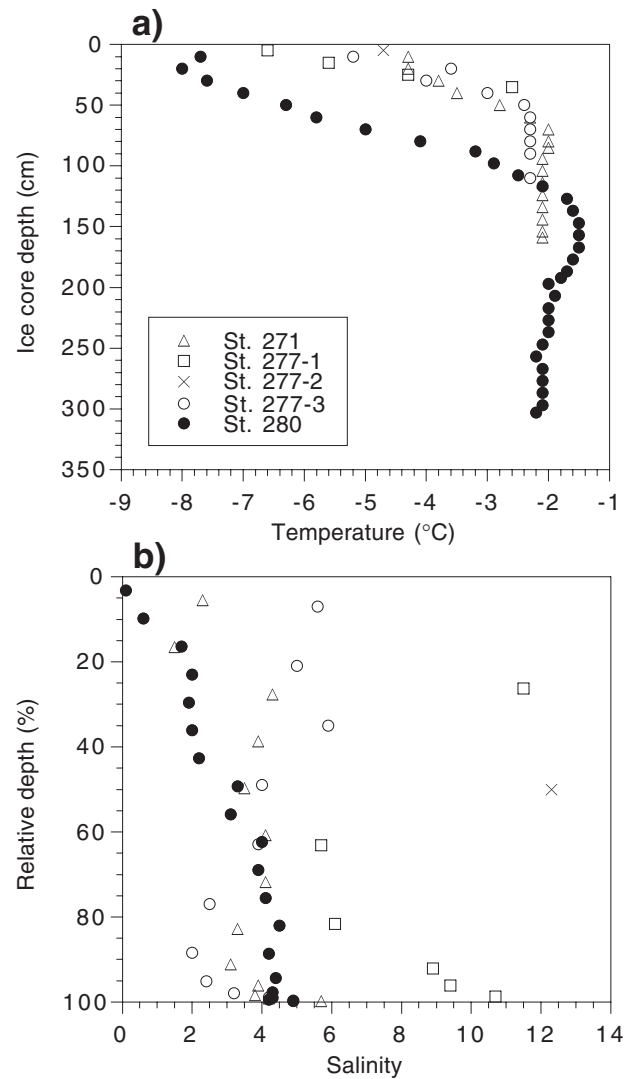 a)
0
50
100
150
200
250
300
350
Ice core depth (cm)
St. 271
St. 277-1
St. 277-2
St. 277-3
St. 280
-9 -8 -7 -6 -5 -4 -3 -2 -1
Temperature (°C)
b)
0
20
40
60
80
100
Relative depth (%)
0 2 4 6 8 10 12 14
Salinity